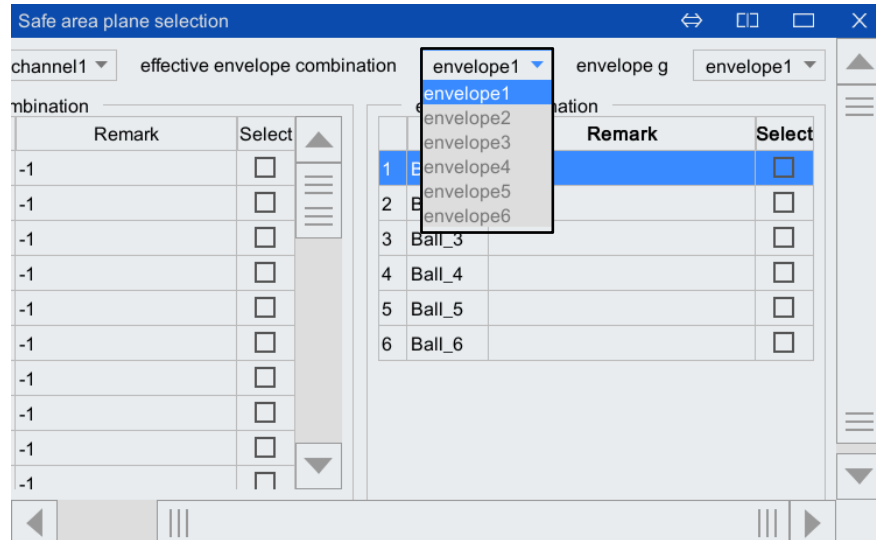 Safe area plane selection
channel1 effective envelope combination envelope1 envelope g envelope1
mbination
Remark Select
-1
-1
-1
-1
-1
-1
-1
-1
-1
-1
envelope1
envelope2
envelope3
envelope4
envelope5
envelope6
ation
Remark Select
1 B
2 B
3 Ball_3
4 Ball_4
5 Ball_5
6 Ball_6